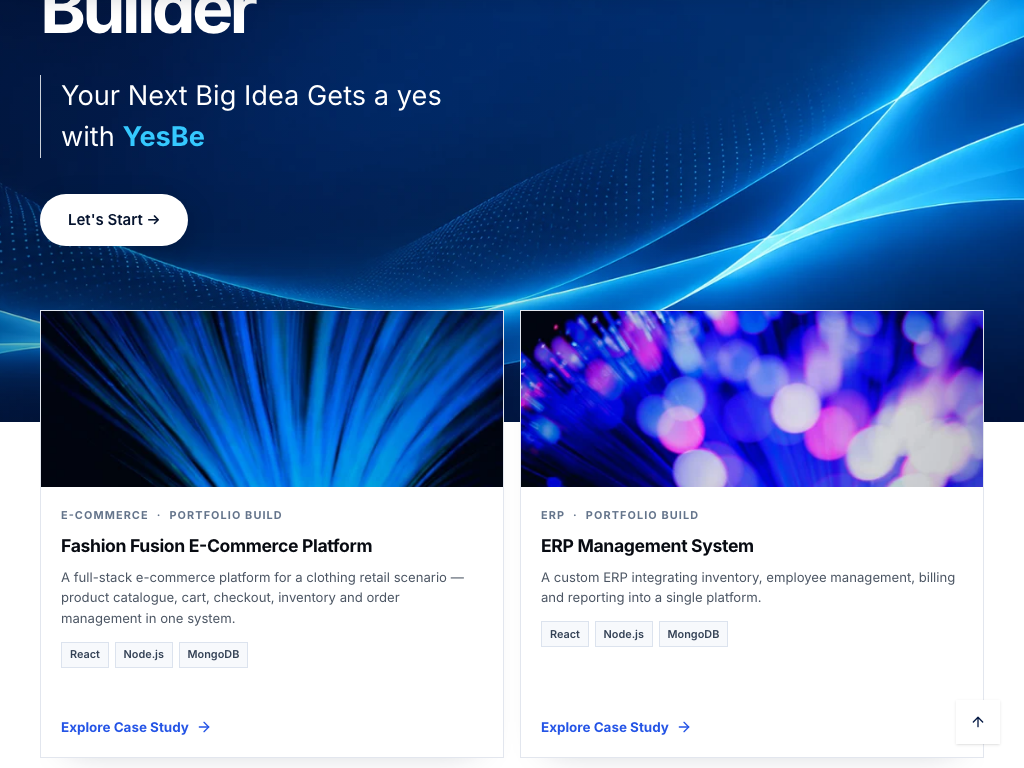 Builder
Your Next Big Idea Gets a yes
with YesBe
Let's Start →
E-COMMERCE · PORTFOLIO BUILD
Fashion Fusion E-Commerce Platform
A full-stack e-commerce platform for a clothing retail scenario —
product catalogue, cart, checkout, inventory and order
management in one system.
React Node.js MongoDB
Explore Case Study →
ERP · PORTFOLIO BUILD
ERP Management System
A custom ERP integrating inventory, employee management, billing
and reporting into a single platform.
React Node.js MongoDB
Explore Case Study →